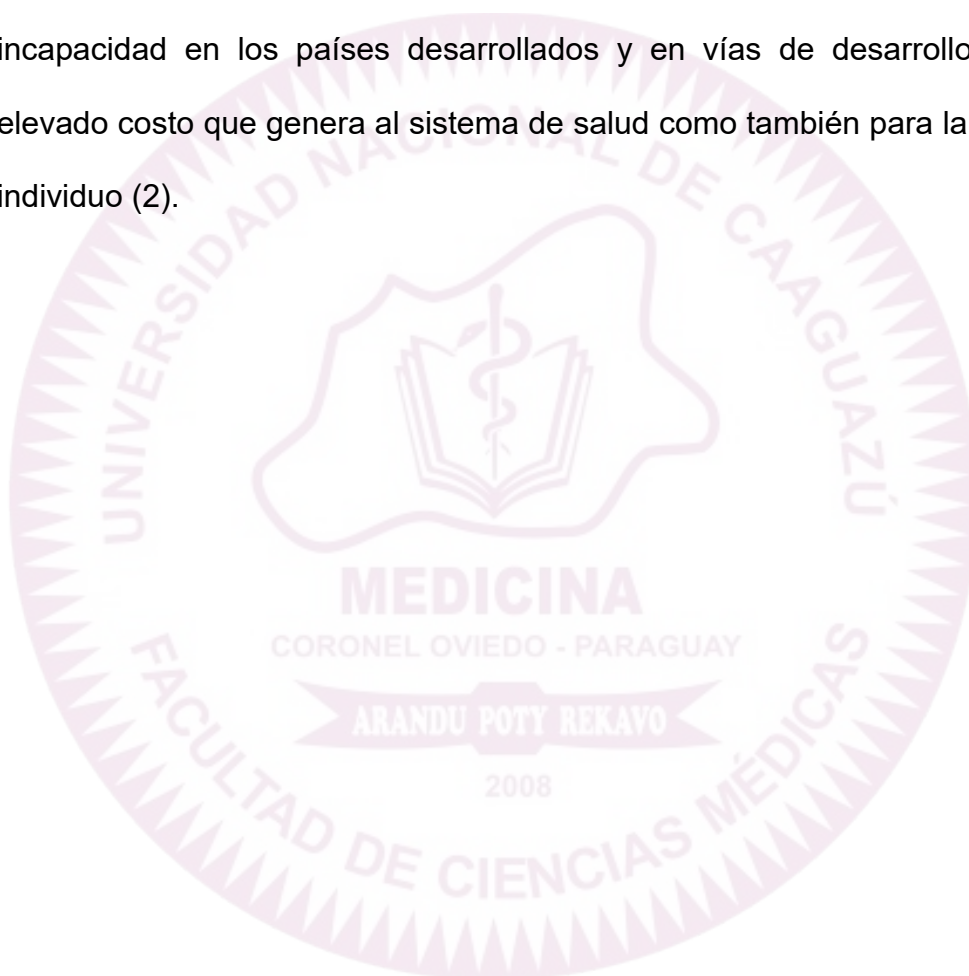 incapacidad en los países desarrollados y en vías de desarrollo
elevado costo que genera al sistema de salud como también para la
individuo (2).
UNIVERSIDAD NACIONAL DE CAAGUAZÚ
MEDICINA
CORONEL OVIEDO - PARAGUAY
ARANDU POTY REKAVO
2008
FACULTAD DE CIENCIAS MÉDICAS